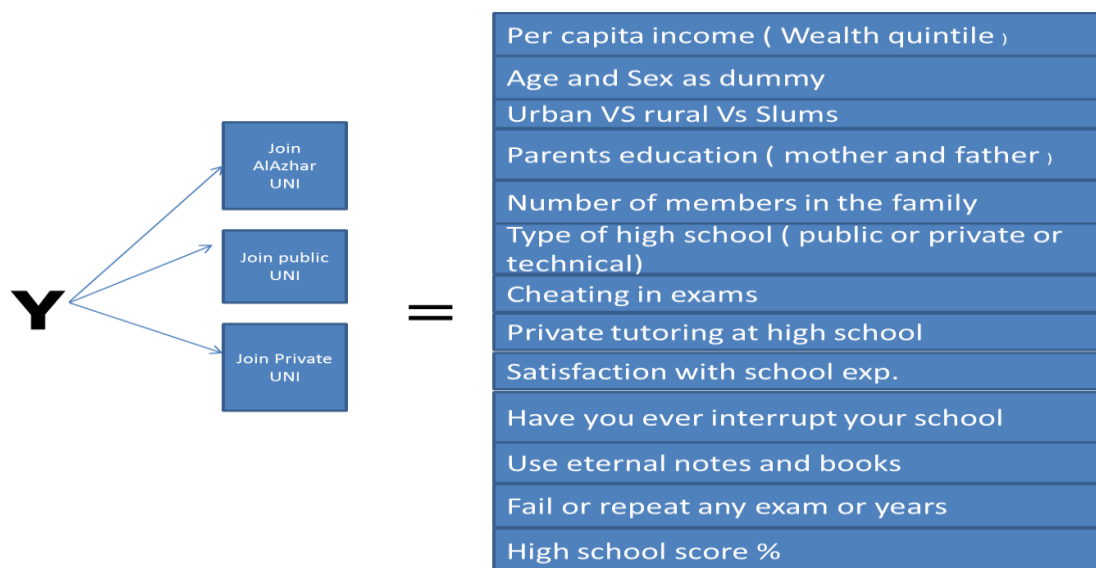 Y
Join
AlAzhar
UNI
Join public
UNI
Join Private
UNI
=
Per capita income ( Wealth quintile )
Age and Sex as dummy
Urban VS rural Vs Slums
Parents education ( mother and father )
Number of members in the family
Type of high school ( public or private or
technical)
Cheating in exams
Private tutoring at high school
Satisfaction with school exp.
Have you ever interrupt your school
Use eternal notes and books
Fail or repeat any exam or years
High school score %